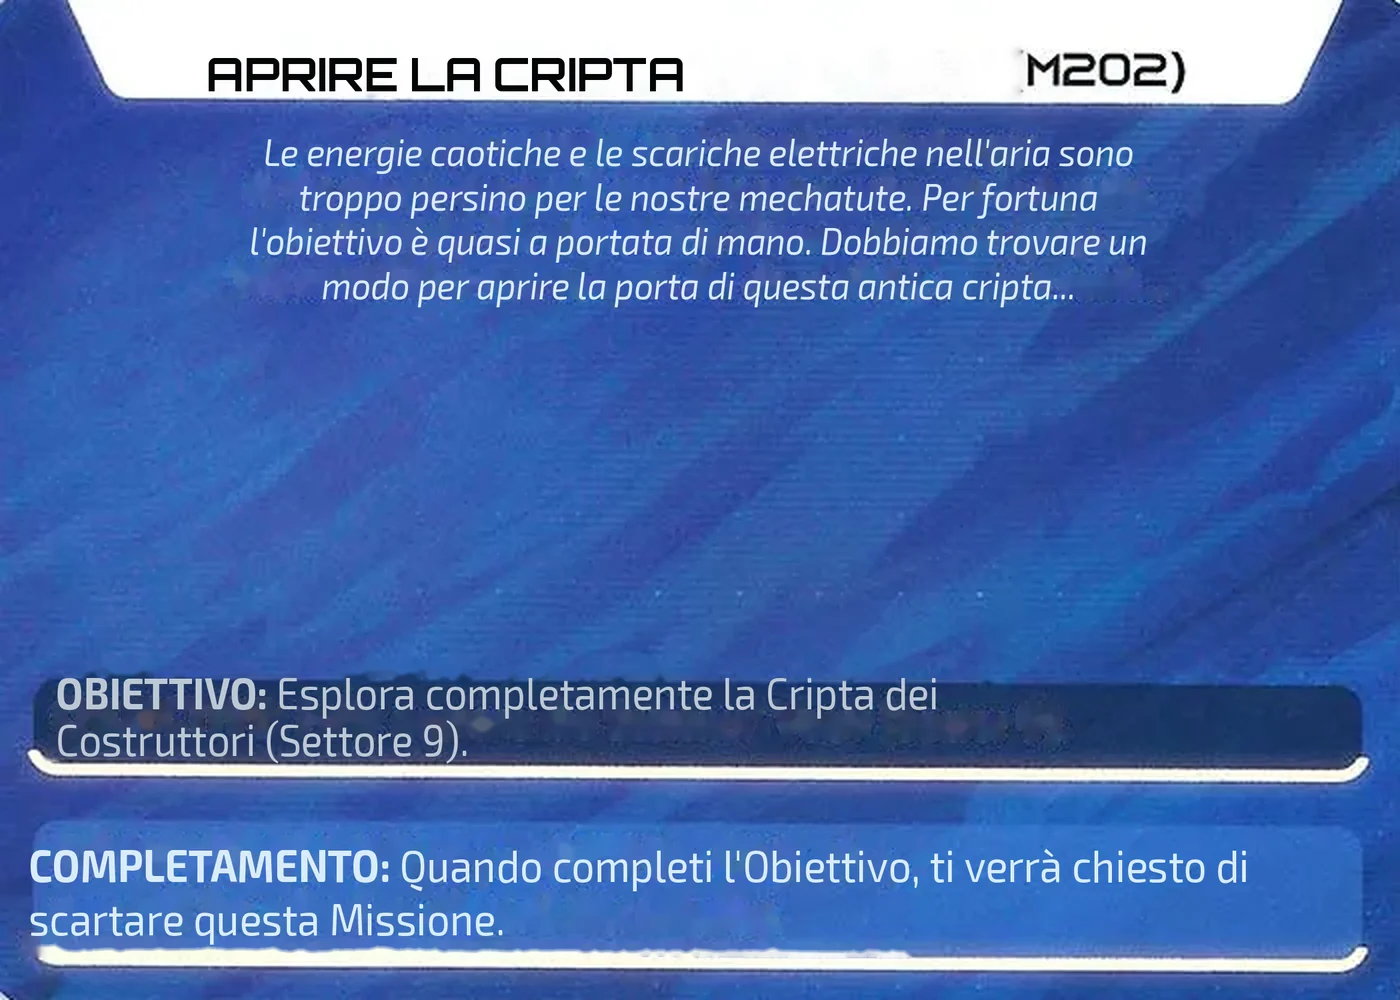 APRIRE LA CRIPTA M202)
Le energie caotiche e le scariche elettriche nell'aria sono
troppo persino per le nostre mechatute. Per fortuna
l'obiettivo è quasi a portata di mano. Dobbiamo trovare un
modo per aprire la porta di questa antica cripta...
OBIETTIVO: Esplora completamente la Cripta dei
Costruttori (Settore 9).
COMPLETAMENTO: Quando completi l'Obiettivo, ti verrà chiesto di
scartare questa Missione.